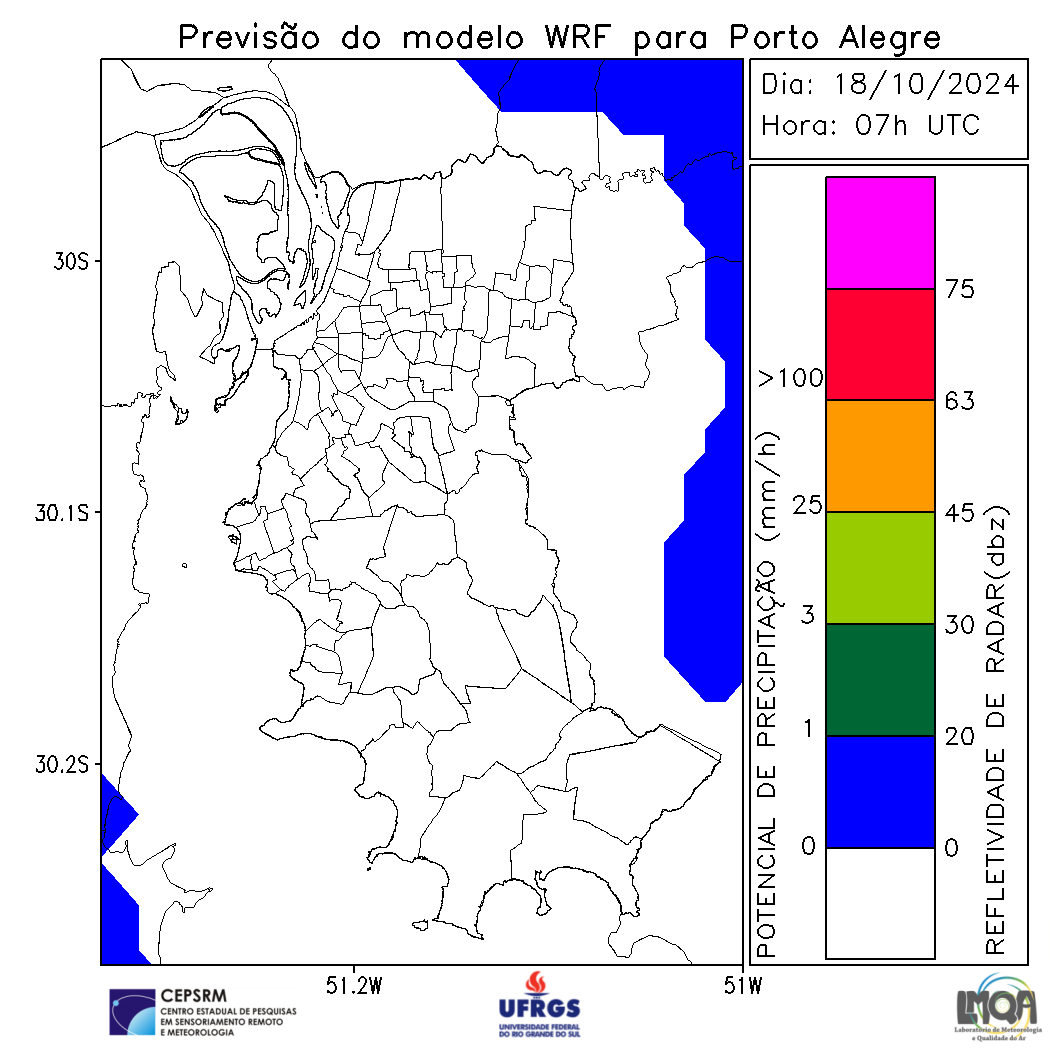 Previsão do modelo WRF para Porto Alegre
Dia: 18/10/2024
Hora: 07h UTC
30S
30.1S
30.2S
51.2W
51W
POTENCIAL DE PRECIPITAÇÃO (mm/h)
>100
25
3
1
0
75
63
45
30
20
0
REFLETIVIDADE DE RADAR(dbz)
CEPSRM
CENTRO ESTADUAL DE PESQUISAS
EM SENSORIAMENTO REMOTO
E METEOROLOGIA
UFRGS
UNIVERSIDADE FEDERAL
DO RIO GRANDE DO SUL
LMQA
Laboratório de Meteorologia
e Qualidade do Ar